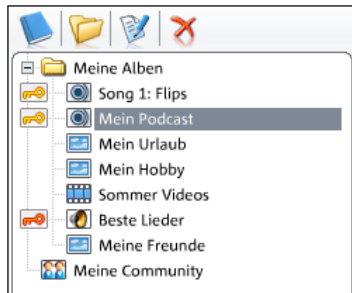 Meine Alben
Song 1: Flips
Mein Podcast
Mein Urlaub
Mein Hobby
Sommer Videos
Beste Lieder
Meine Freunde
Meine Community